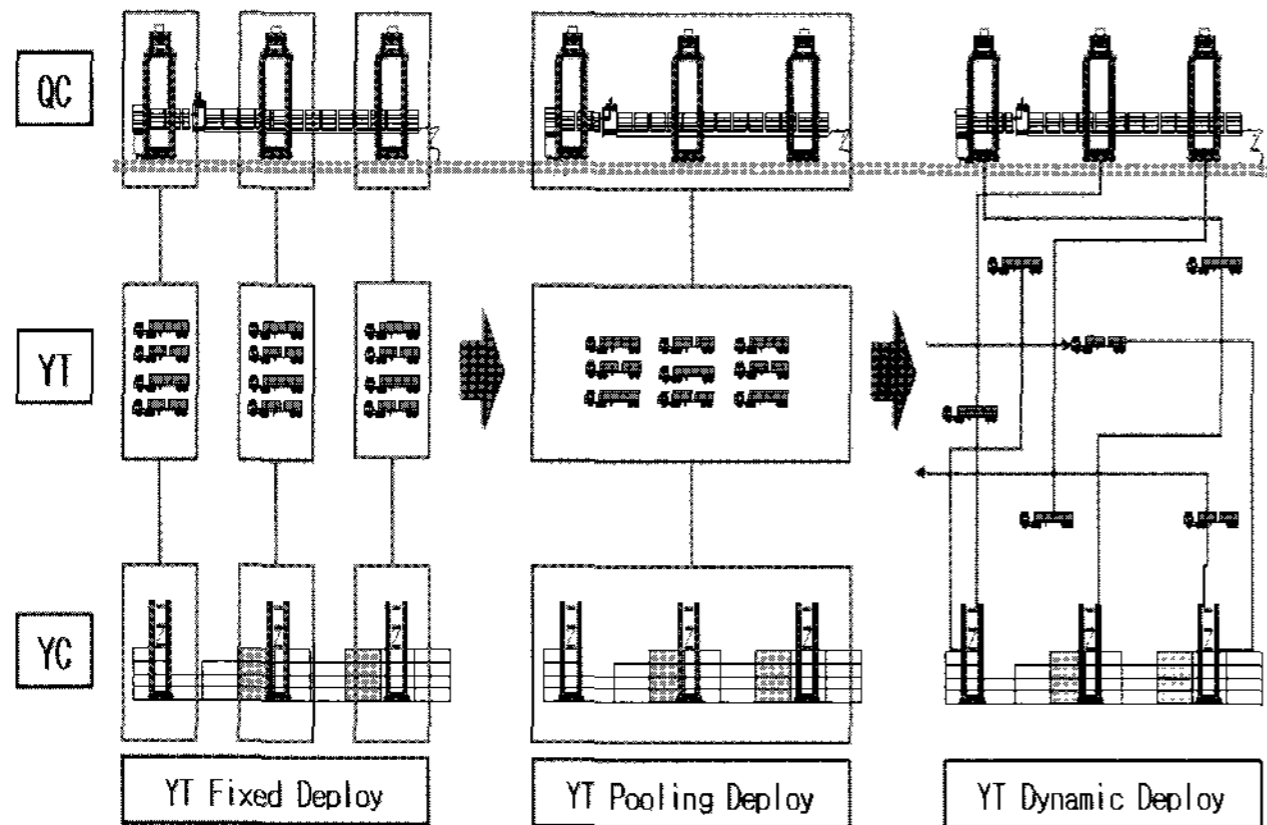 QC
YT
YC
YT Fixed Deploy
YT Pooling Deploy
YT Dynamic Deploy